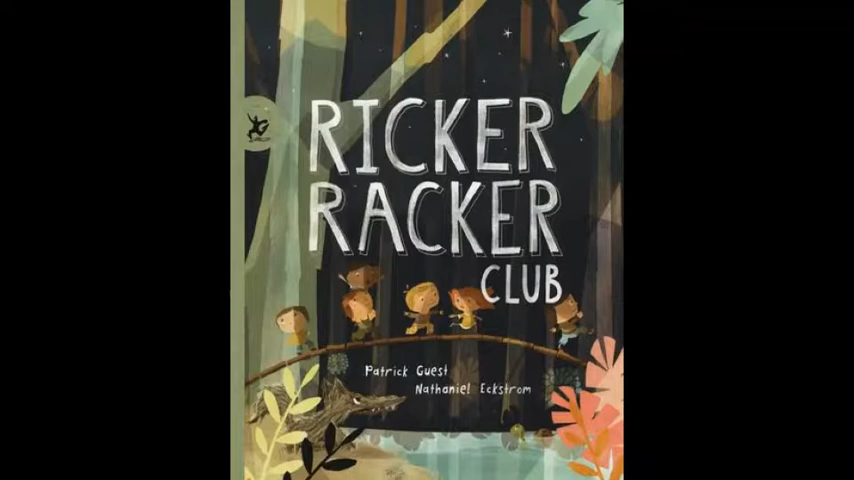 RICKER
RACKER
CLUB
Patrick Guest
Nathaniel Eckstrom